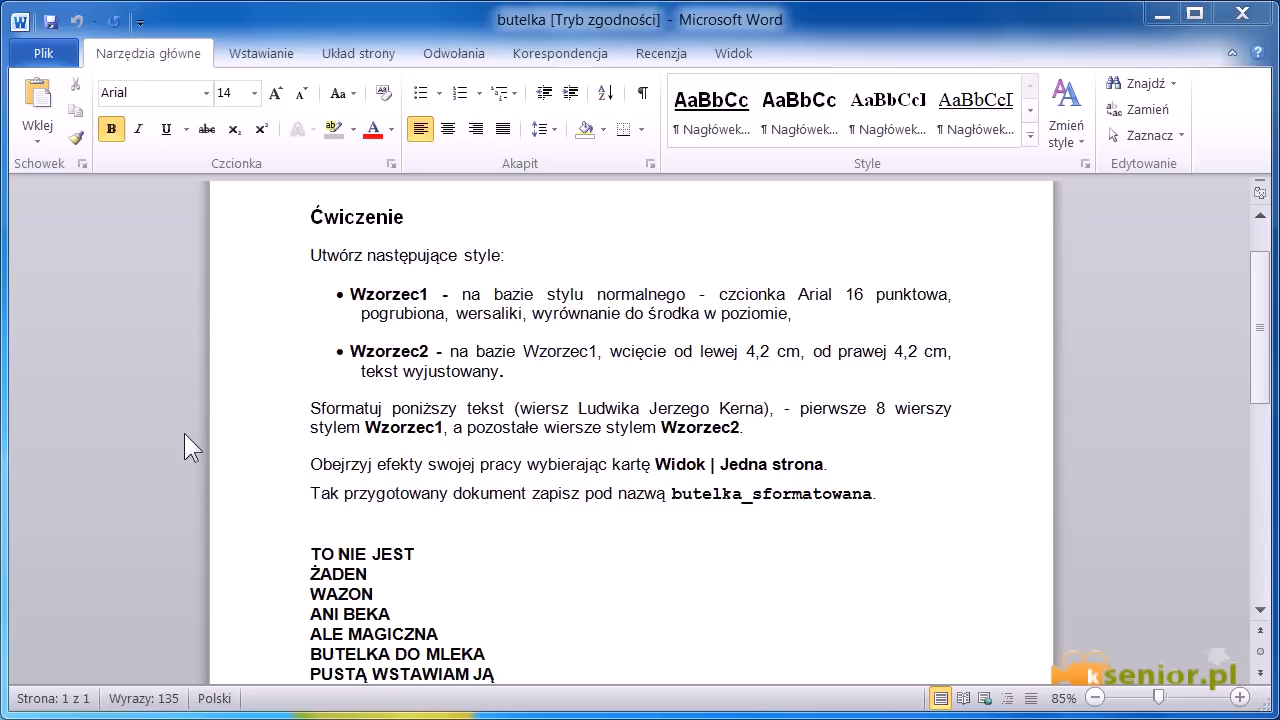 butelka [Tryb zgodności] - Microsoft Word
Plik Narzędzia główne Wstawianie Układ strony Odwołania Korespondencja Recenzja Widok
Wklej
Schowek
Arial 14
B I U abc x₂ x²
Czcionka
Akapit
AaBbCc AaBbCc AaBbCcI AaBbCcI
¶ Nagłówek... ¶ Nagłówek... ¶ Nagłówek... ¶ Nagłówek...
Style
Zmień
style
Znajdź
Zamień
Zaznacz
Edytowanie
Ćwiczenie
Utwórz następujące style:
• Wzorzec1 - na bazie stylu normalnego - czcionka Arial 16 punktowa,
pogrubiona, wersaliki, wyrównanie do środka w poziomie,
• Wzorzec2 - na bazie Wzorzec1, wcięcie od lewej 4,2 cm, od prawej 4,2 cm,
tekst wyjustowany.
Sformatuj poniższy tekst (wiersz Ludwika Jerzego Kerna), - pierwsze 8 wierszy
stylem Wzorzec1, a pozostałe wiersze stylem Wzorzec2.
Obejrzyj efekty swojej pracy wybierając kartę Widok | Jedna strona.
Tak przygotowany dokument zapisz pod nazwą butelka_sformatowana.
TO NIE JEST
ŻADEN
WAZON
ANI BEKA
ALE MAGICZNA
BUTELKA DO MLEKA
PUSTĄ WSTAWIAM JĄ
ksenior.pl
Strona: 1 z 1 Wyrazy: 135 Polski 85%